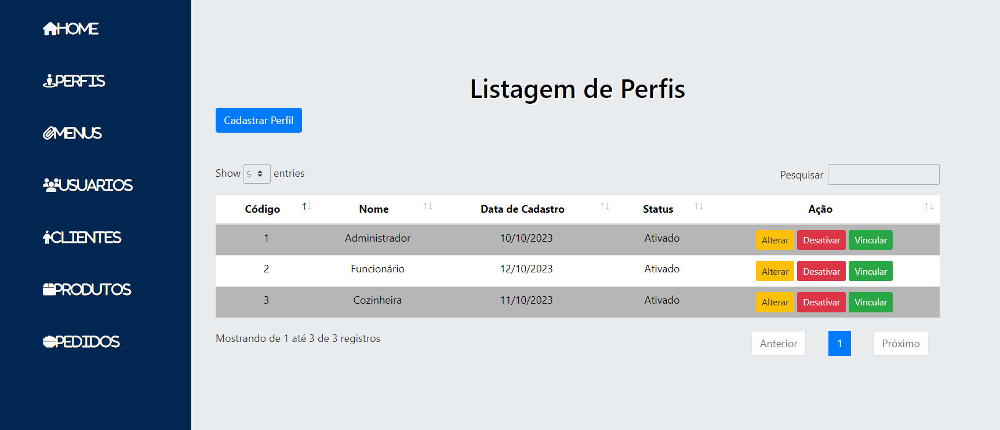 HOME
PERFIS
MENUS
USUARIOS
CLIENTES
PRODUTOS
PEDIDOS
Listagem de Perfis
Cadastrar Perfil
Show 5 entries
Pesquisar
Código Nome Data de Cadastro Status Ação
1 Administrador 10/10/2023 Ativado Alterar Desativar Vincular
2 Funcionário 12/10/2023 Ativado Alterar Desativar Vincular
3 Cozinheira 11/10/2023 Ativado Alterar Desativar Vincular
Mostrando de 1 até 3 de 3 registros
Anterior 1 Próximo